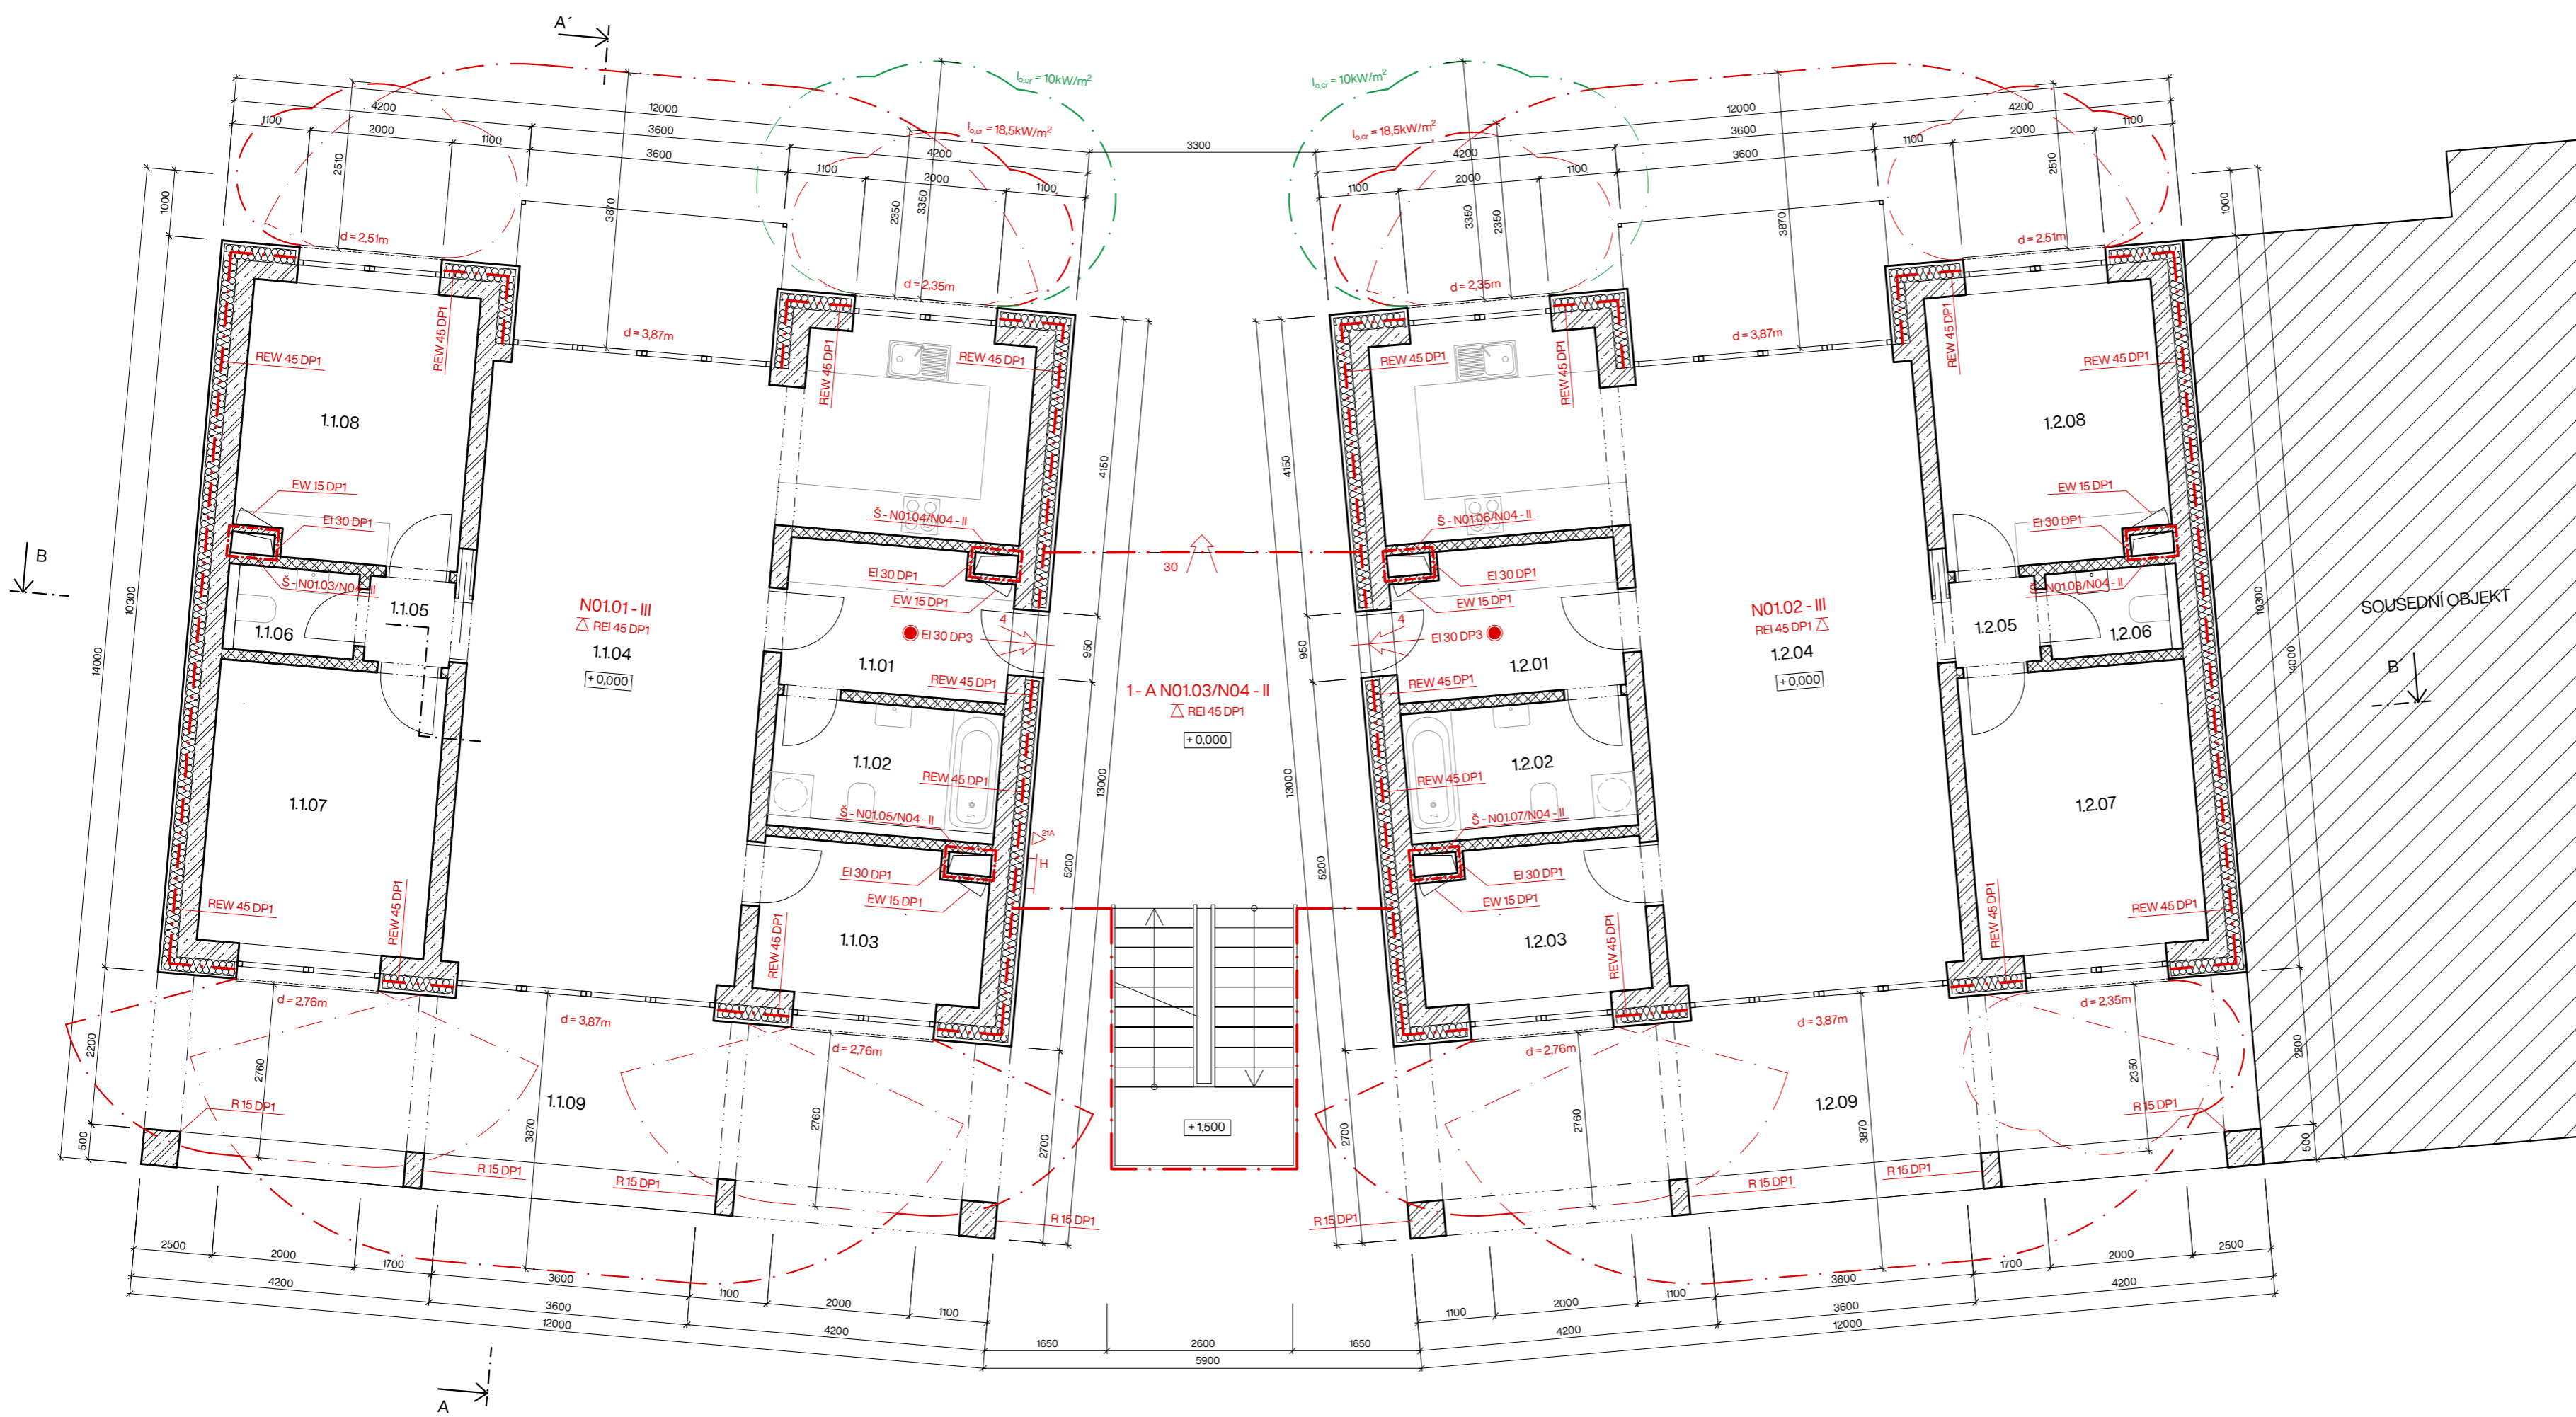 A´
I₀,cr = 10kW/m²
I₀,cr = 10kW/m²
4200
12000
12000
4200
1100
2000
1100
3600
3600
4200
I₀,cr = 18,5kW/m²
3300
I₀,cr = 18,5kW/m²
4200
3600
3600
1100
2000
1100
1100
2000
1100
1100
2000
1100
1000
2510
3870
2350
3350
3350
2350
3870
2510
1000
d = 2,51m
d = 3,87m
d = 2,35m
d = 2,35m
d = 3,87m
d = 2,51m
REW 45 DP1
REW 45 DP1
REW 45 DP1
REW 45 DP1
REW 45 DP1
REW 45 DP1
REW 45 DP1
REW 45 DP1
1.1.08
1.2.08
4150
4150
EW 15 DP1
EI 30 DP1
Š - N01.03/N04 - II
Š - N01.04/N04 - II
EI 30 DP1
EW 15 DP1
30
Š - N01.06/N04 - II
EI 30 DP1
EW 15 DP1
EW 15 DP1
EI 30 DP1
Š - N01.08/N04 - II
B
SOUSEDNÍ OBJEKT
B´
1.1.05
1.1.06
N01.01 - III
REI 45 DP1
1.1.04
+ 0,000
1.1.01
EI 30 DP3
4
950
950
4
EI 30 DP3
1.2.01
N01.02 - III
REI 45 DP1
1.2.04
+ 0,000
1.2.05
1.2.06
10300
14000
10300
14000
REW 45 DP1
1 - A N01.03/N04 - II
REI 45 DP1
+ 0,000
REW 45 DP1
1.1.02
REW 45 DP1
13000
13000
REW 45 DP1
1.2.02
1.1.07
1.2.07
Š - N01.05/N04 - II
21A
H
5200
5200
Š - N01.07/N04 - II
EI 30 DP1
EW 15 DP1
EI 30 DP1
EW 15 DP1
REW 45 DP1
REW 45 DP1
REW 45 DP1
1.1.03
1.2.03
REW 45 DP1
REW 45 DP1
REW 45 DP1
d = 2,76m
d = 3,87m
d = 2,76m
d = 2,76m
d = 3,87m
d = 2,35m
2200
2760
3870
2760
2700
2700
2760
3870
2350
2200
500
500
1.1.09
1.2.09
+ 1,500
R 15 DP1
R 15 DP1
R 15 DP1
R 15 DP1
R 15 DP1
R 15 DP1
R 15 DP1
R 15 DP1
2500
2000
1700
3600
1100
2000
1100
1100
2000
1100
3600
1700
2000
2500
4200
3600
4200
4200
3600
4200
12000
12000
1650
2600
1650
5900
A